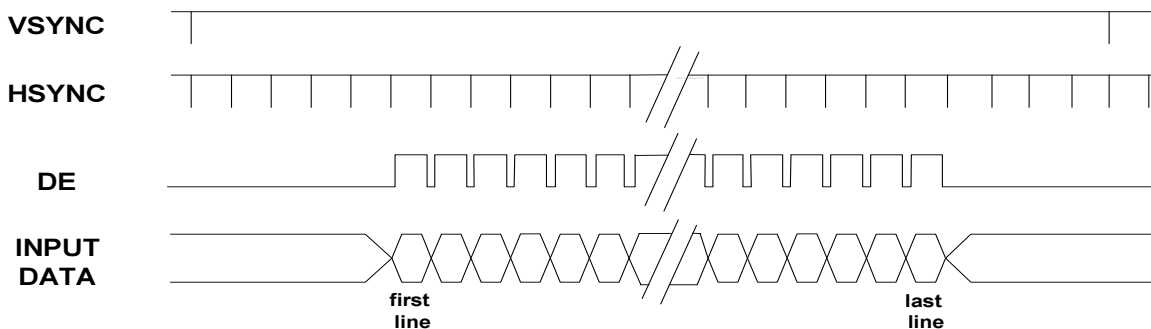 VSYNC
HSYNC
DE
INPUT
DATA
first
line
last
line